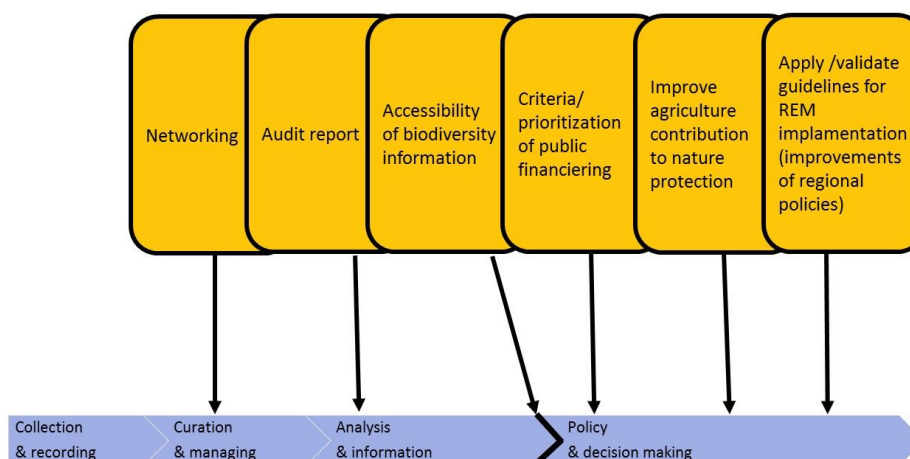 Networking
Audit report
Accessibility
of biodiversity
information
Criteria/
prioritization
of public
financiering
Improve
agriculture
contribution
to nature
protection
Apply /validate
guidelines for
REM
implamentation
(improvements
of regional
policies)
Collection
& recording
Curation
& managing
Analysis
& information
Policy
& decision making